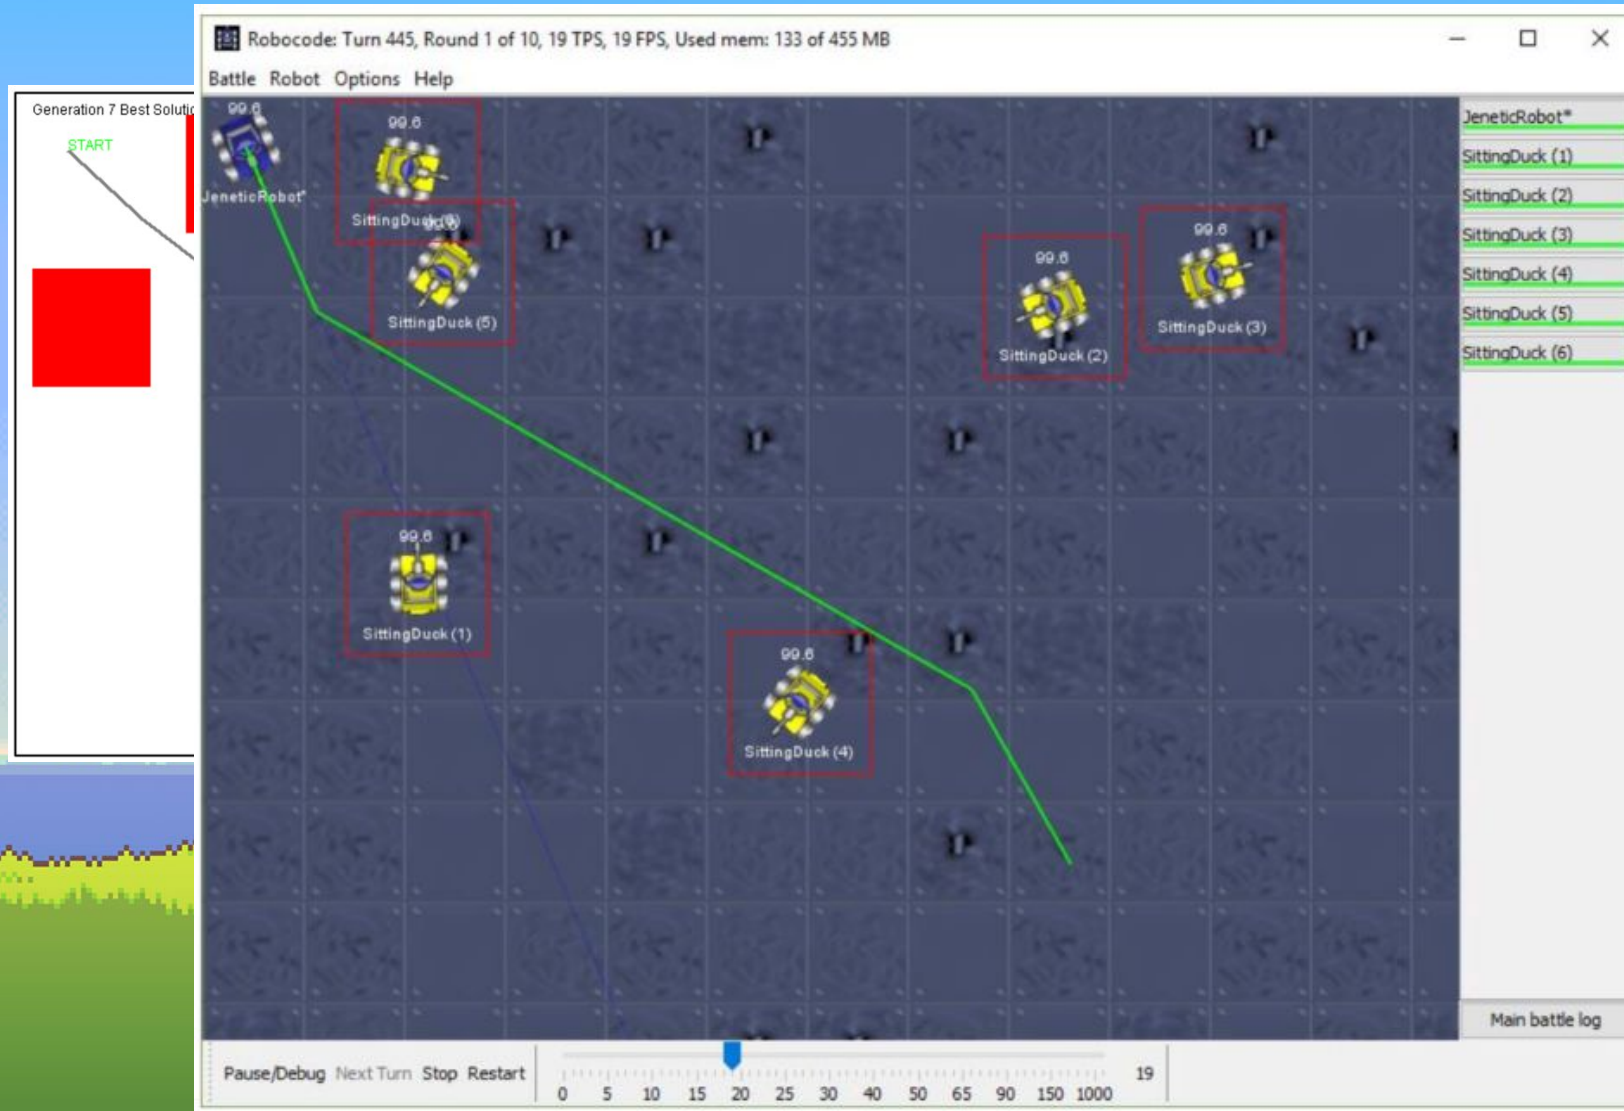 Robocode: Turn 445, Round 1 of 10, 19 TPS, 19 FPS, Used mem: 133 of 455 MB
Battle Robot Options Help
Generation 7 Best
START
99.6
JeneticRobot*
99.6
SittingDuck
SittingDuck (5)
99.6
SittingDuck (2)
99.6
SittingDuck (3)
99.6
SittingDuck (1)
99.6
SittingDuck (4)
JeneticRobot*
SittingDuck (1)
SittingDuck (2)
SittingDuck (3)
SittingDuck (4)
SittingDuck (5)
SittingDuck (6)
Main battle log
Pause/Debug Next Turn Stop Restart
0 5 10 15 20 25 30 40 50 65 90 150 1000
19